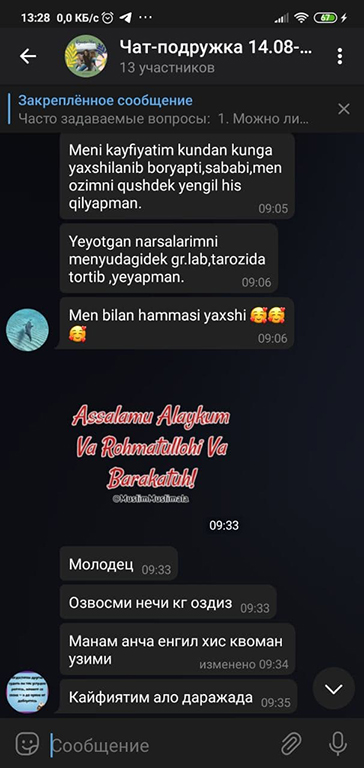 13:28 0,0 КБ/с 67
Чат-подружка 14.08-...
13 участников
Закреплённое сообщение
Часто задаваемые вопросы: 1. Можно ли...
Meni kayfiyatim kundan kunga
yaxshilanib boryapti,sababi,men
ozimni qushdek yengil his
qilyapman.
09:05
Yeyotgan narsalarimni
menyudagidek gr.lab,tarozida
tortib ,yeyapman.
09:06
Men bilan hammasi yaxshi 🥰🥰
🥰
09:06
Assalamu Alaykum
Va Rohmatullohi Va
Barakatuh!
@MuslimMustimala
09:33
Молодец 09:33
Озвосми нечи кг оздиз 09:33
Манам анча енгил хис квоман
узими
изменено 09:34
Кайфиятим ало даражада 09:35
Сообщение